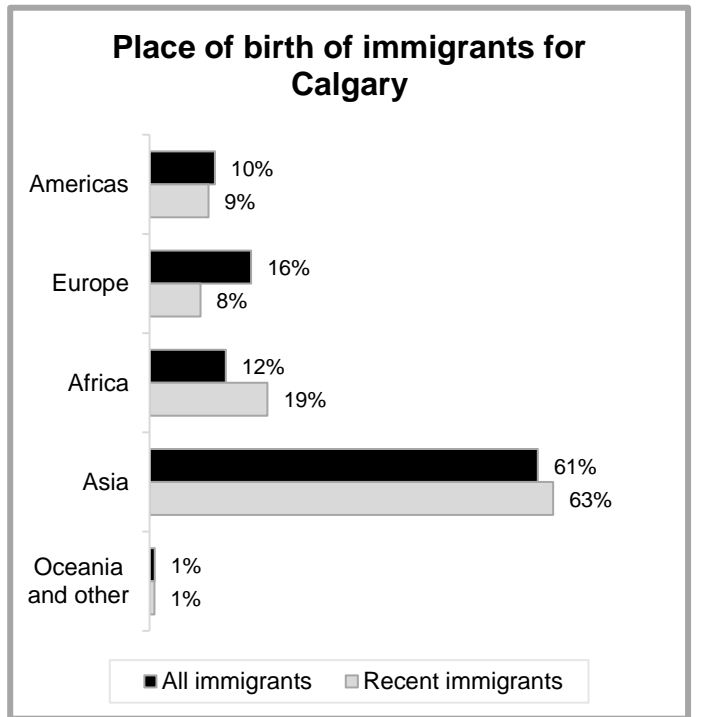 Place of birth of immigrants for
Calgary
Americas
10%
9%
Europe
16%
8%
Africa
12%
19%
Asia
61%
63%
Oceania
and other
1%
1%
All immigrants
Recent immigrants